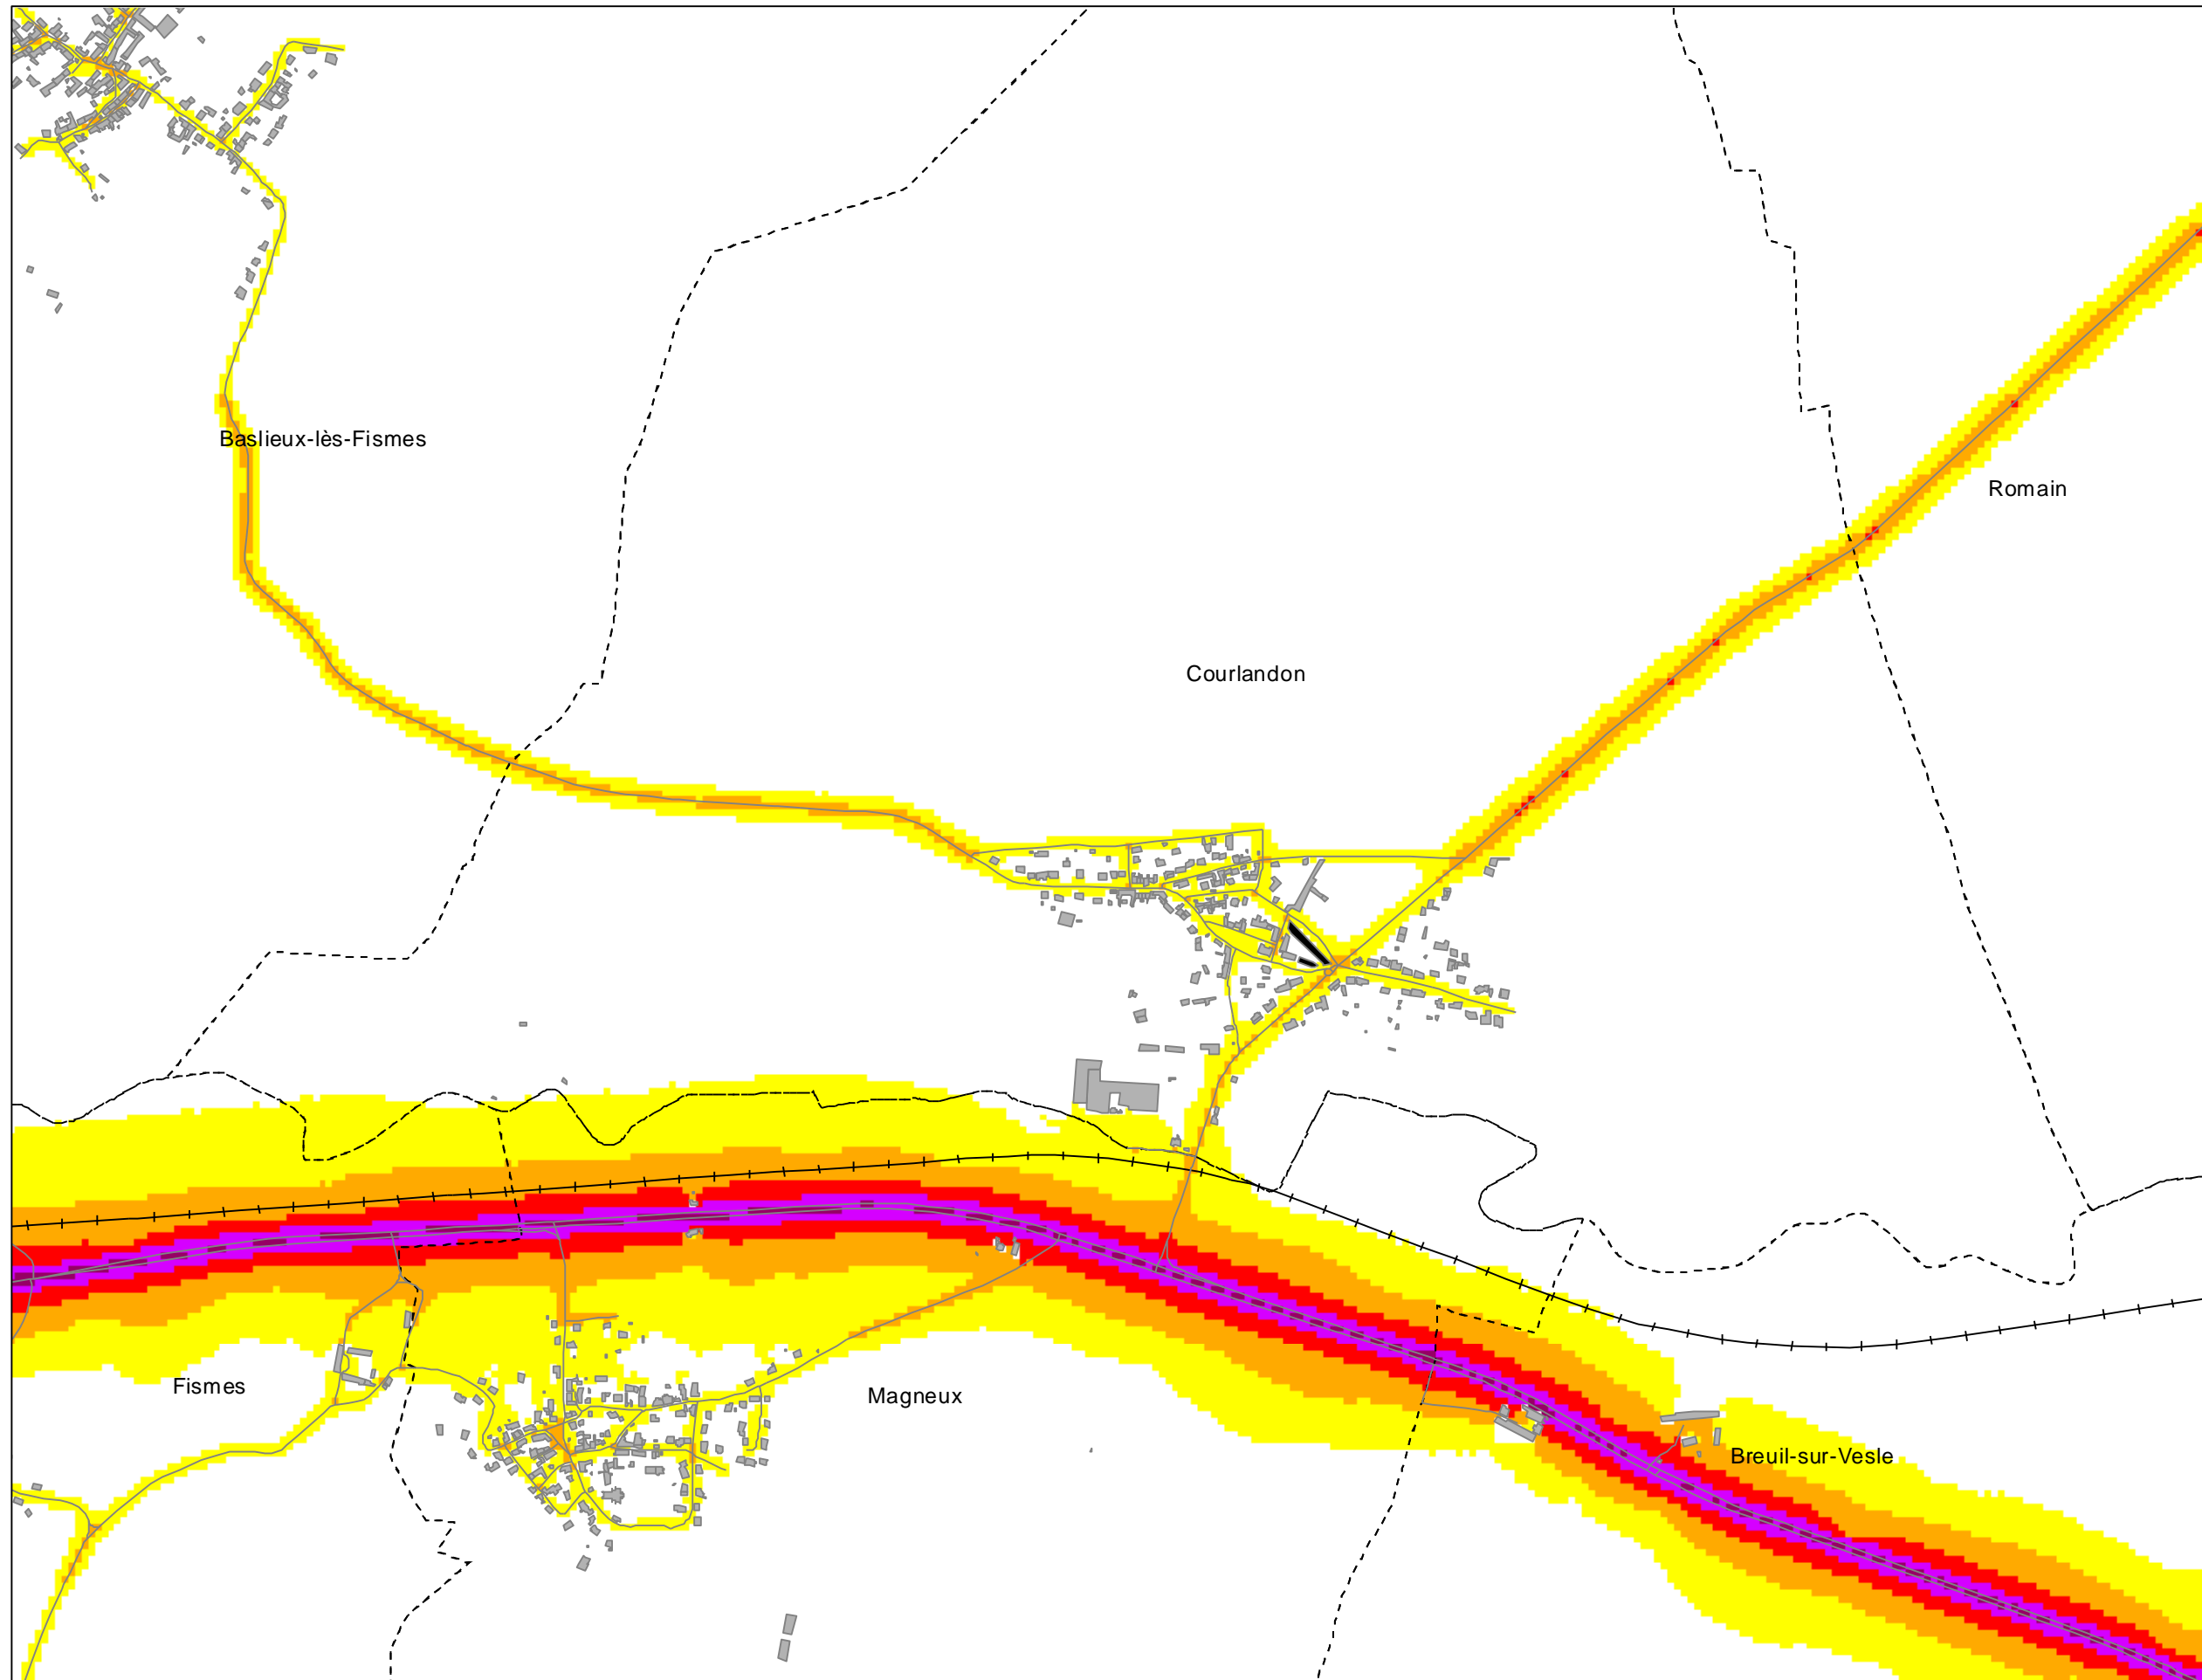 Baslieux-lès-Fismes
Romain
Courlandon
Fismes
Magneux
Breuil-sur-Vesle